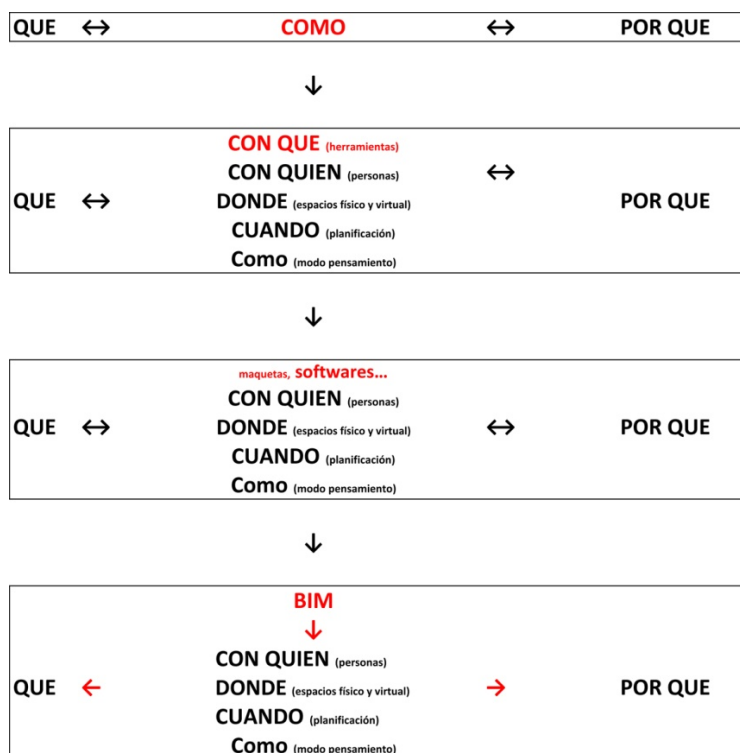 QUE ↔ COMO ↔ POR QUE
↓
CON QUE (herramientas)
CON QUIEN (personas) ↔
QUE ↔ DONDE (espacios físico y virtual) POR QUE
CUANDO (planificación)
Como (modo pensamiento)
↓
maquetas, softwares...
CON QUIEN (personas)
QUE ↔ DONDE (espacios físico y virtual) ↔ POR QUE
CUANDO (planificación)
Como (modo pensamiento)
↓
BIM
↓
CON QUIEN (personas)
QUE ← DONDE (espacios físico y virtual) → POR QUE
CUANDO (planificación)
Como (modo pensamiento)